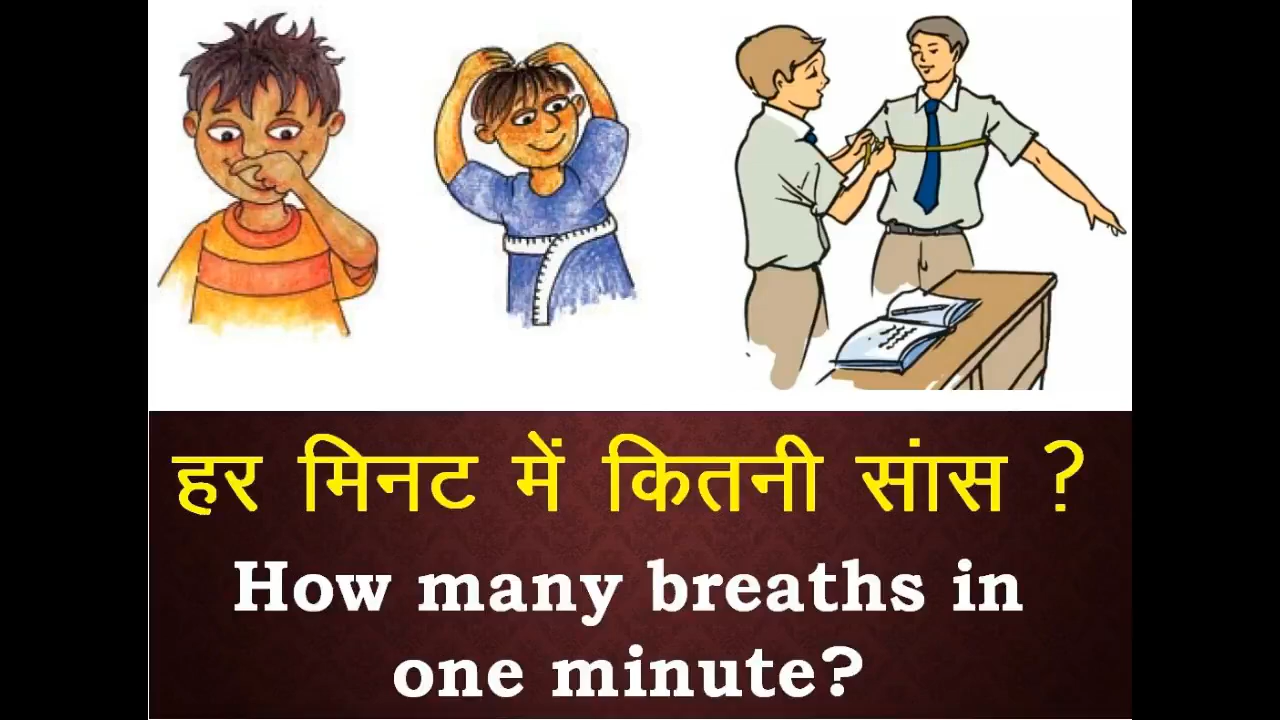 हर मिनट में कितनी सांस ?
How many breaths in
one minute?